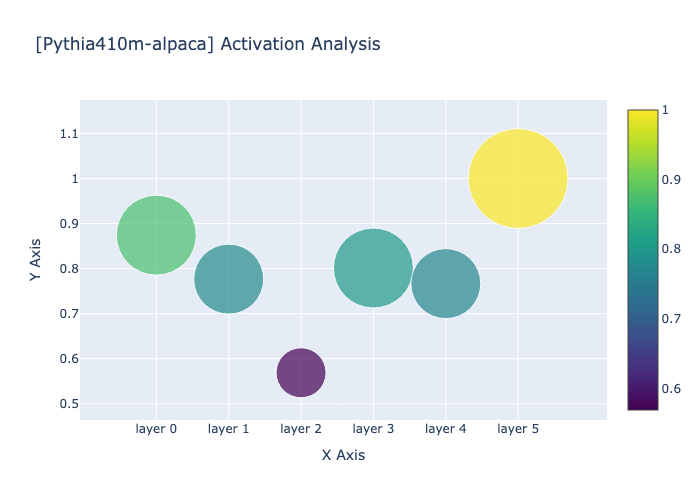 [Pythia410m-alpaca] Activation Analysis
Y Axis
1.1
1
0.9
0.8
0.7
0.6
0.5
layer 0
layer 1
layer 2
layer 3
layer 4
layer 5
X Axis
1
0.9
0.8
0.7
0.6